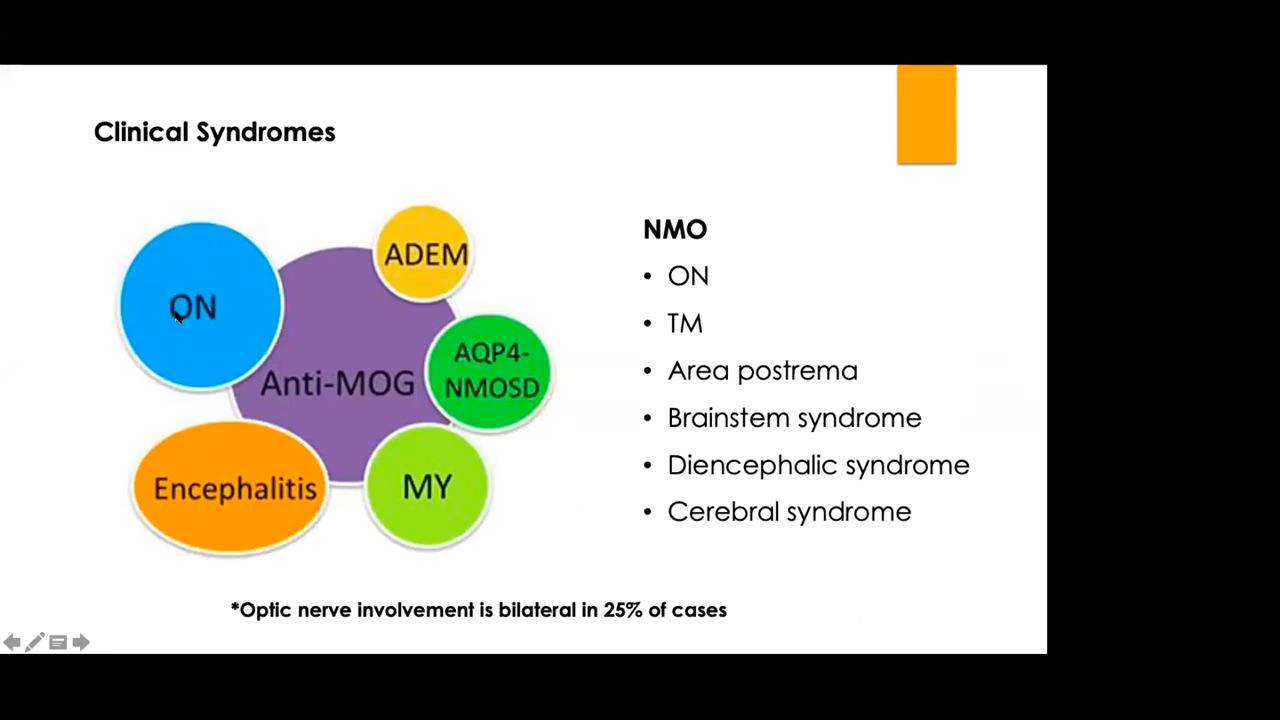 Clinical Syndromes
ON
ADEM
Anti-MOG
AQP4-
NMOSD
Encephalitis
MY
NMO
• ON
• TM
• Area postrema
• Brainstem syndrome
• Diencephalic syndrome
• Cerebral syndrome
*Optic nerve involvement is bilateral in 25% of cases